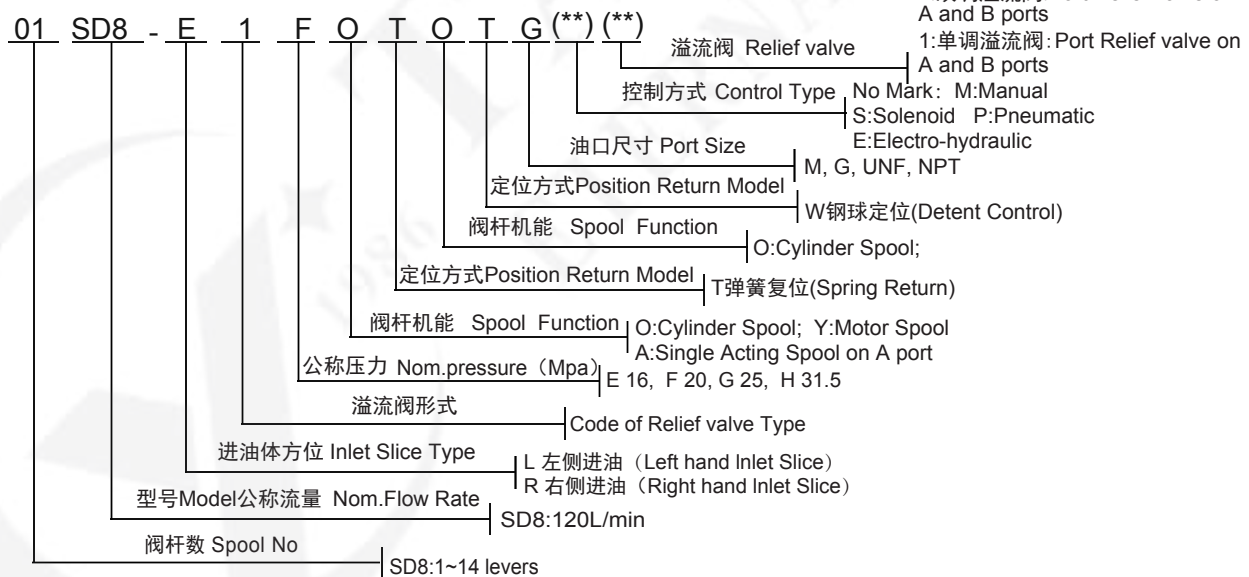 A and B ports
01 SD8 - E 1 F O T O T G (**) (**)
溢流阀 Relief valve
1:单调溢流阀:Port Relief valve on
A and B ports
控制方式 Control Type
No Mark: M:Manual
S:Solenoid P:Pneumatic
E:Electro-hydraulic
油口尺寸 Port Size
M, G, UNF, NPT
定位方式Position Return Model
W钢球定位(Detent Control)
阀杆机能 Spool Function
O:Cylinder Spool;
定位方式Position Return Model
T弹簧复位(Spring Return)
阀杆机能 Spool Function
O:Cylinder Spool; Y:Motor Spool
A:Single Acting Spool on A port
公称压力 Nom.pressure（Mpa）
E 16, F 20, G 25, H 31.5
溢流阀形式
Code of Relief valve Type
进油体方位 Inlet Slice Type
L 左侧进油（Left hand Inlet Slice）
R 右侧进油（Right hand Inlet Slice）
型号Model公称流量 Nom.Flow Rate
SD8:120L/min
阀杆数 Spool No
SD8:1~14 levers
1986